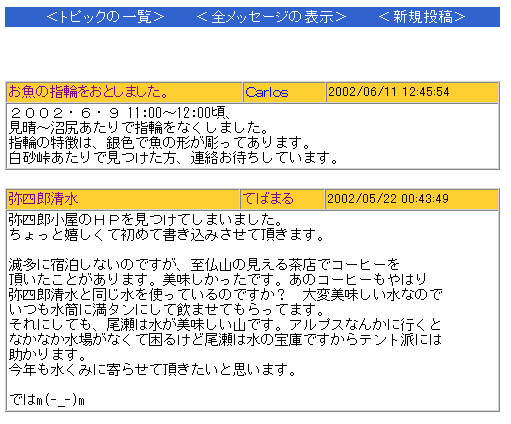 ＜トピックの一覧＞　　＜全メッセージの表示＞　　＜新規投稿＞
お魚の指輪をおとしました。 Carlos 2002/06/11 12:45:54
２００２・６・９ 11:00～12:00頃、
見晴～沼尻あたりで指輪をなくしました。
指輪の特徴は、銀色で魚の形が彫ってあります。
白砂峠あたりで見つけた方、連絡お待ちしています。
弥四郎清水 てばまる 2002/05/22 00:43:49
弥四郎小屋のＨＰを見つけてしまいました。
ちょっと嬉しくて初めて書き込みさせて頂きます。
滅多に宿泊しないのですが、至仏山の見える茶店でコーヒーを
頂いたことがあります。美味しかったです。あのコーヒーもやはり
弥四郎清水と同じ水を使っているのですか？　大変美味しい水なので
いつも水筒に満タンにして飲ませてもらってます。
それにしても、尾瀬は水が美味しい山です。アルプスなんかに行くと
なかなか水場がなくて困るけど尾瀬は水の宝庫ですからテント派には
助かります。
今年も水くみに寄らせて頂きたいと思います。
ではm(-_-)m